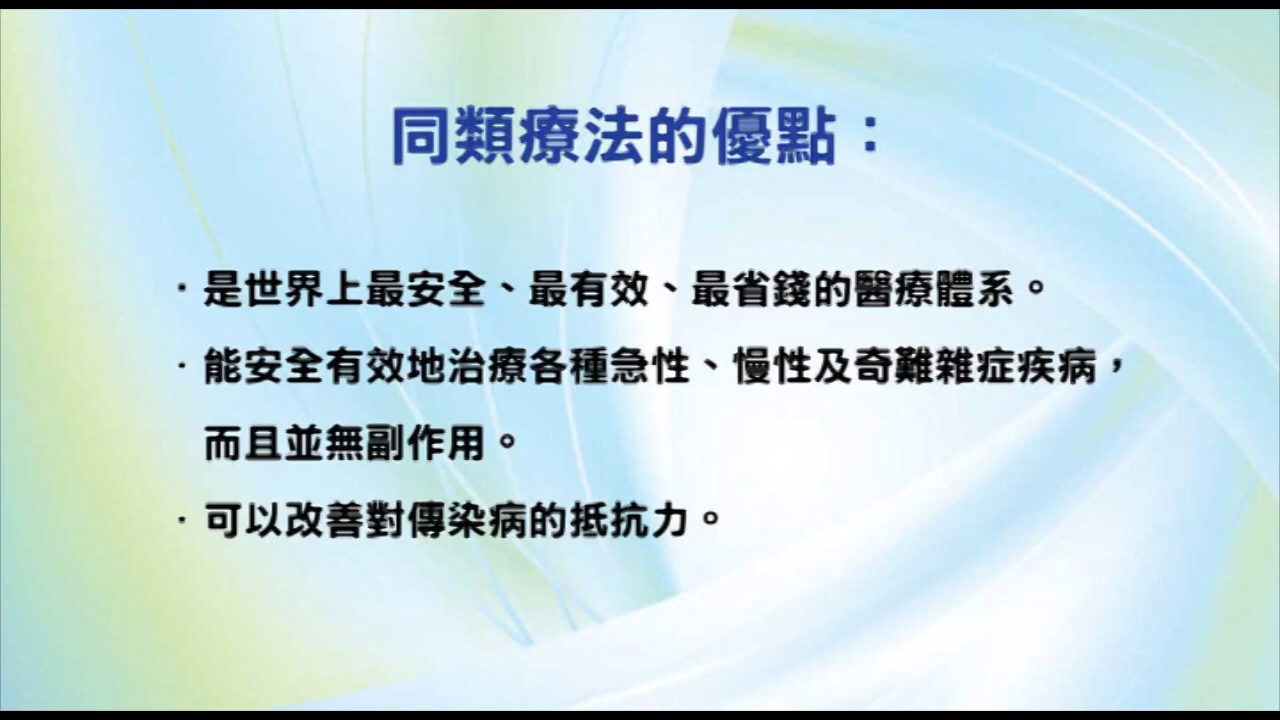 同類療法的優點：
·是世界上最安全、最有效、最省錢的醫療體系。
·能安全有效地治療各種急性、慢性及奇難雜症疾病，
而且並無副作用。
·可以改善對傳染病的抵抗力。